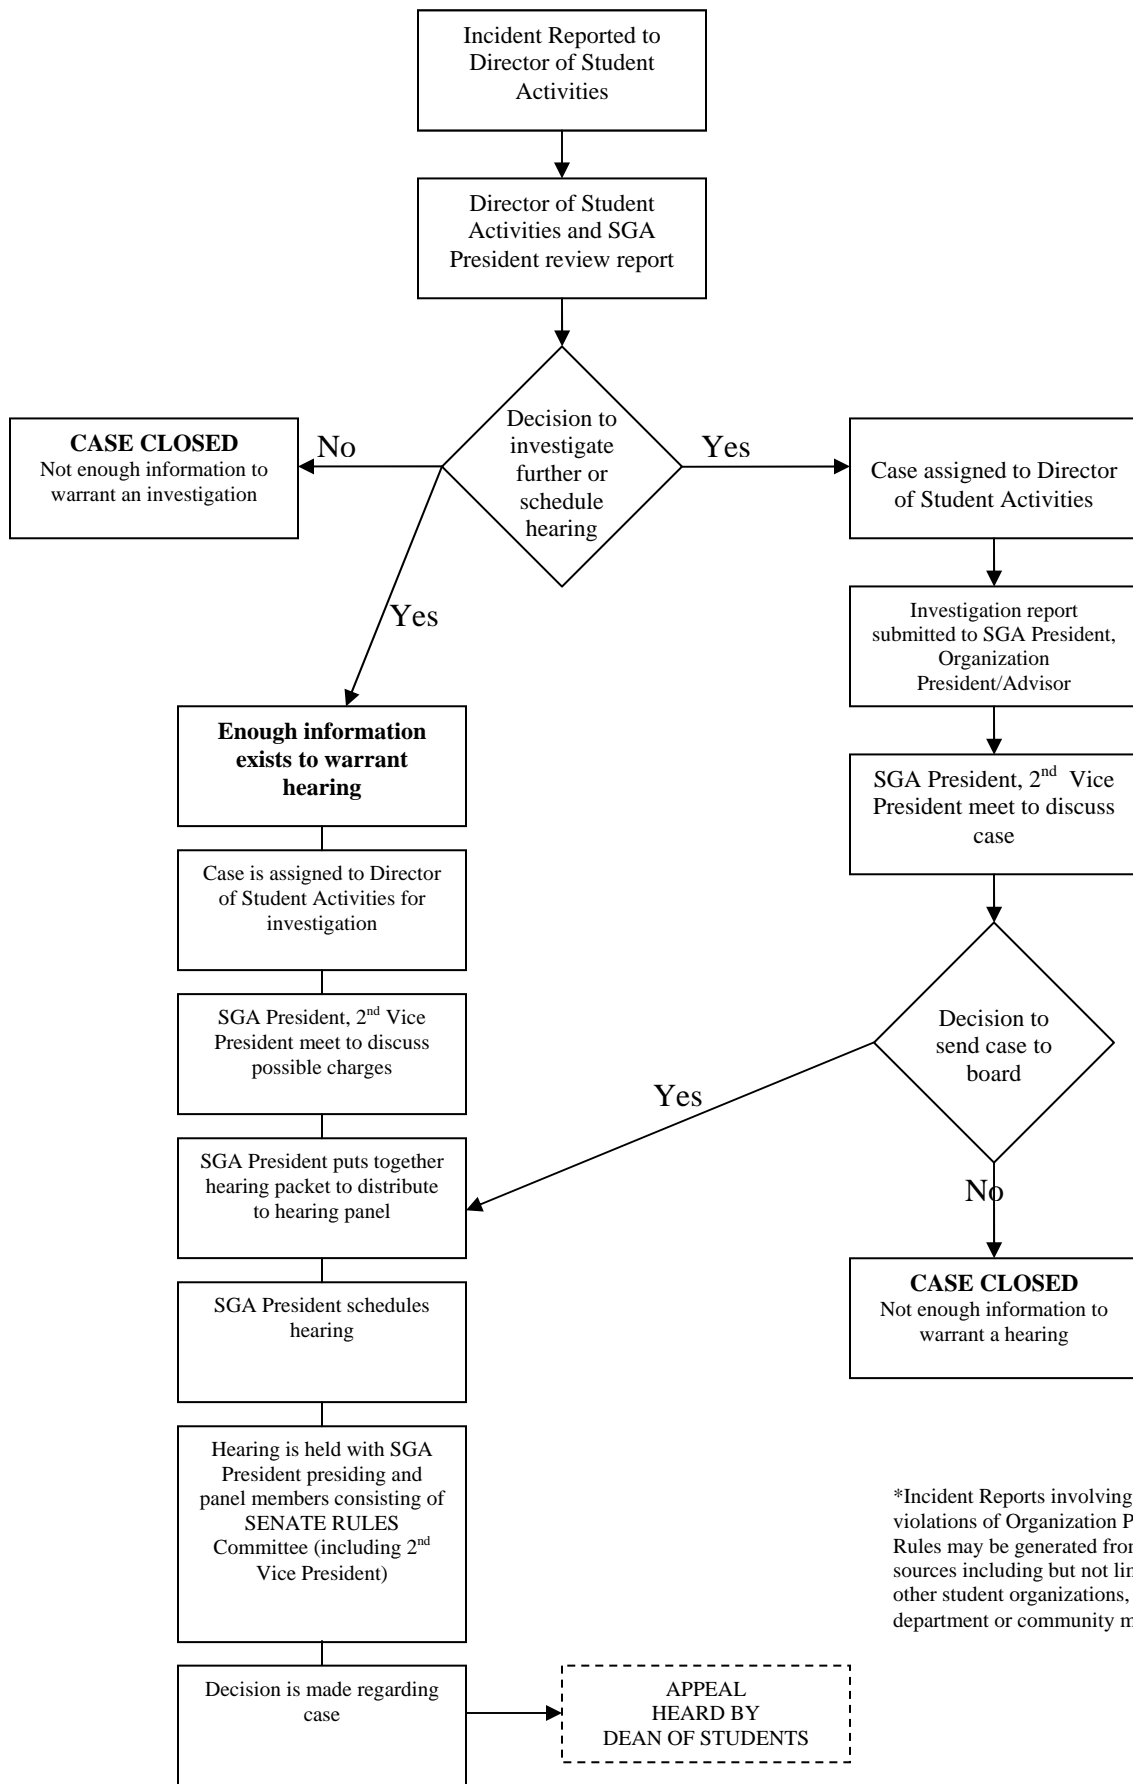 Incident Reported to
Director of Student
Activities
Director of Student
Activities and SGA
President review report
Decision to
investigate
further or
schedule
hearing
No
CASE CLOSED
Not enough information to
warrant an investigation
Yes
Case assigned to Director
of Student Activities
Investigation report
submitted to SGA President,
Organization
President/Advisor
SGA President, 2nd Vice
President meet to discuss
case
Decision to
send case to
board
No
CASE CLOSED
Not enough information to
warrant a hearing
Yes
Yes
Enough information
exists to warrant
hearing
Case is assigned to Director
of Student Activities for
investigation
SGA President, 2nd Vice
President meet to discuss
possible charges
SGA President puts together
hearing packet to distribute
to hearing panel
SGA President schedules
hearing
Hearing is held with SGA
President presiding and
panel members consisting of
SENATE RULES
Committee (including 2nd
Vice President)
Decision is made regarding
case
APPEAL
HEARD BY
DEAN OF STUDENTS
*Incident Reports involving
violations of Organization
Rules may be generated
sources including but not
other student organizations,
department or community